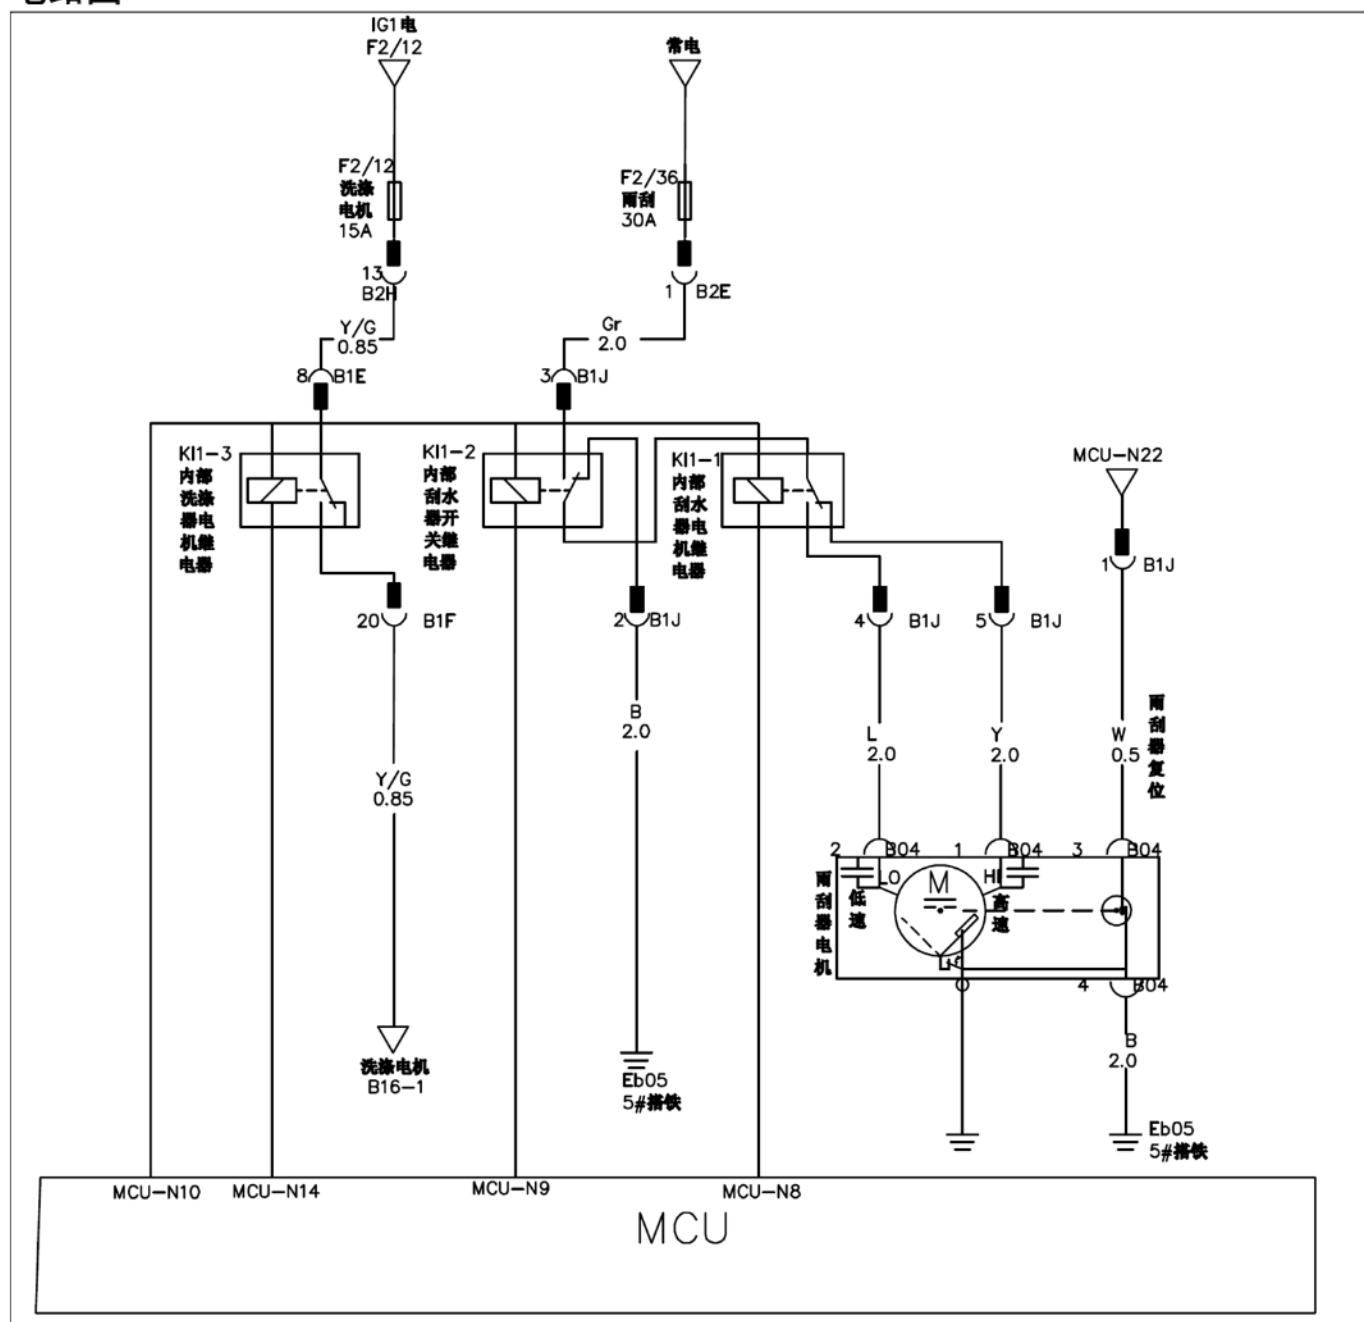 IG1电
F2/12
常电
F2/12
洗涤
电机
15A
F2/36
雨刮
30A
13
B2H
1
B2E
Y/G
0.85
Gr
2.0
8
B1E
3
B1J
KI1-3
内部
洗涤
器电
机继
电器
KI1-2
内部
刮水
器开
关继
电器
KI1-1
内部
刮水
器电
机继
电器
MCU-N22
1
B1J
20
B1F
2
B1J
4
B1J
5
B1J
B
2.0
L
2.0
Y
2.0
W
0.5
雨
刮
器
复
位
Y/G
0.85
2
B04
1
B04
3
B04
雨
刮
器
电
机
LO
低
速
M
HI
高
速
4
B04
B
2.0
洗涤电机
B16-1
Eb05
5#搭铁
Eb05
5#搭铁
MCU-N10
MCU-N14
MCU-N9
MCU-N8
MCU